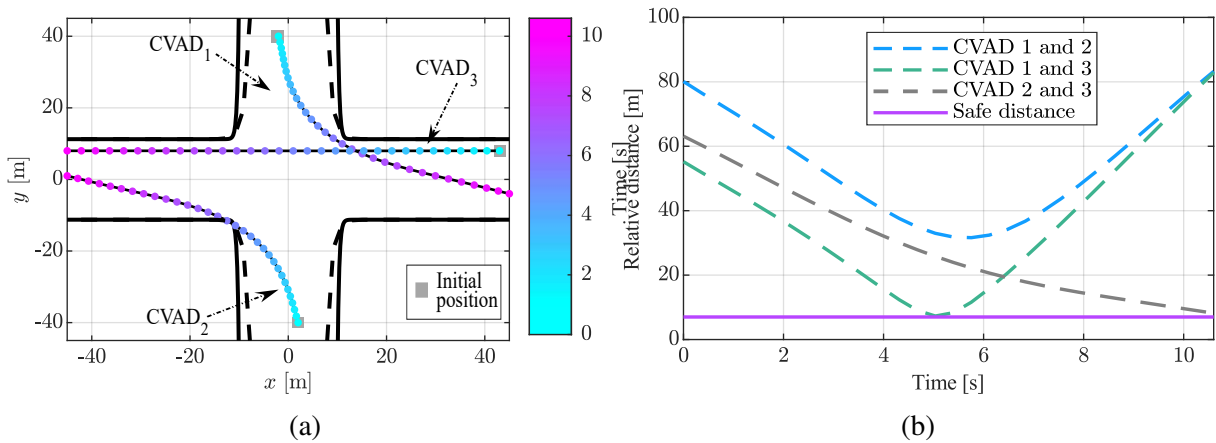 CVAD1
CVAD3
CVAD2
Initial
position
40
20
0
-20
-40
y [m]
-40
-20
0
20
40
x [m]
10
8
6
4
2
0
Time [s]
(a)
CVAD 1 and 2
CVAD 1 and 3
CVAD 2 and 3
Safe distance
100
80
60
40
20
0
Relative distance [m]
0
2
4
6
8
10
Time [s]
(b)